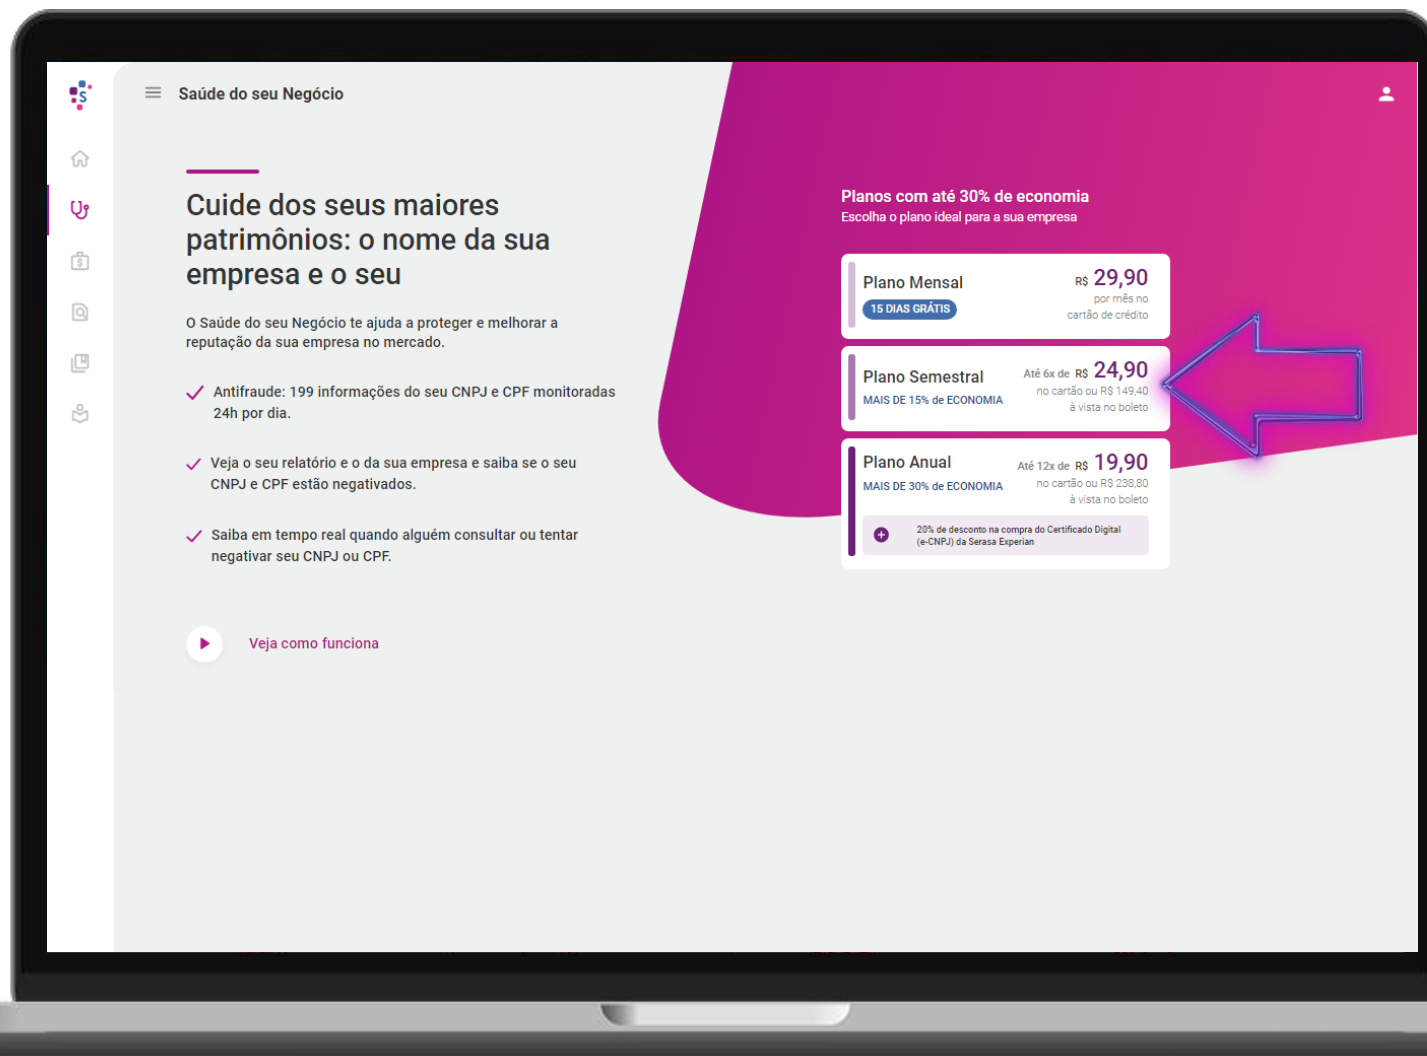 S
Saúde do seu Negócio
Cuide dos seus maiores
patrimônios: o nome da sua
empresa e o seu
O Saúde do seu Negócio te ajuda a proteger e melhorar a
reputação da sua empresa no mercado.
Antifraude: 199 informações do seu CNPJ e CPF monitoradas
24h por dia.
Veja o seu relatório e o da sua empresa e saiba se o seu
CNPJ e CPF estão negativados.
Saiba em tempo real quando alguém consultar ou tentar
negativar seu CNPJ ou CPF.
Veja como funciona
Planos com até 30% de economia
Escolha o plano ideal para a sua empresa
Plano Mensal
R$ 29,90
15 DIAS GRÁTIS
por mês no
cartão de crédito
Plano Semestral
Até 6x de R$ 24,90
MAIS DE 15% de ECONOMIA
no cartão ou R$ 149,40
à vista no boleto
Plano Anual
Até 12x de R$ 19,90
MAIS DE 30% de ECONOMIA
no cartão ou R$ 238,80
à vista no boleto
20% de desconto na compra do Certificado Digital
(e-CNPJ) da Serasa Experian